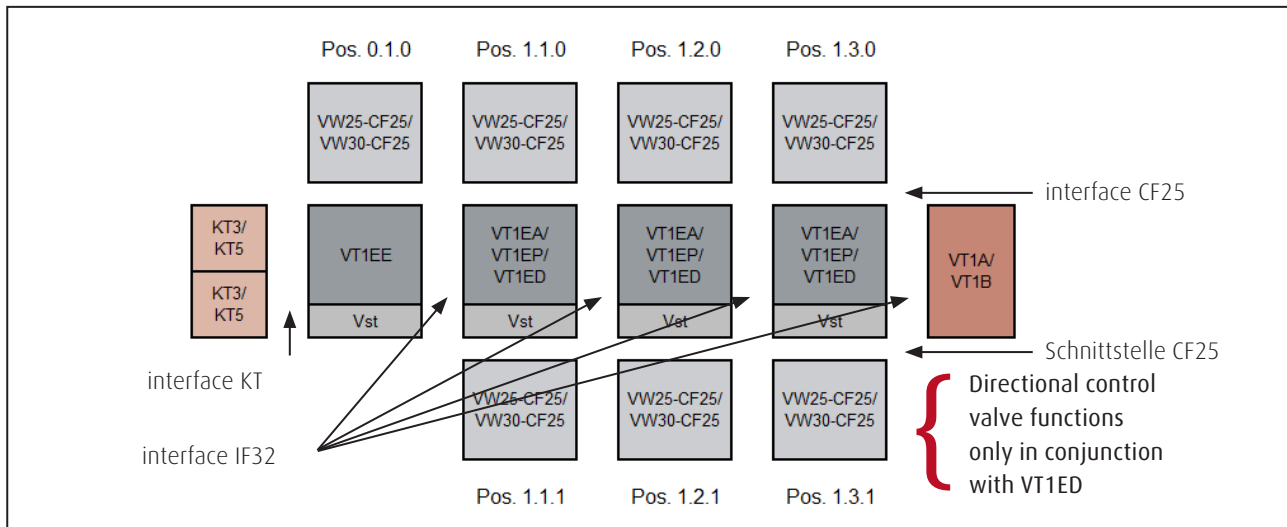 Pos. 0.1.0
Pos. 1.1.0
Pos. 1.2.0
Pos. 1.3.0
VW25-CF25/
VW30-CF25
VW25-CF25/
VW30-CF25
VW25-CF25/
VW30-CF25
VW25-CF25/
VW30-CF25
interface CF25
KT3/
KT5
KT3/
KT5
VT1EE
Vst
VT1EA/
VT1EP/
VT1ED
Vst
VT1EA/
VT1EP/
VT1ED
Vst
VT1EA/
VT1EP/
VT1ED
Vst
VT1A/
VT1B
interface KT
Schnittstelle CF25
interface IF32
VW25-CF25/
VW30-CF25
VW25-CF25/
VW30-CF25
VW25-CF25/
VW30-CF25
Directional control
valve functions
only in conjunction
with VT1ED
Pos. 1.1.1
Pos. 1.2.1
Pos. 1.3.1